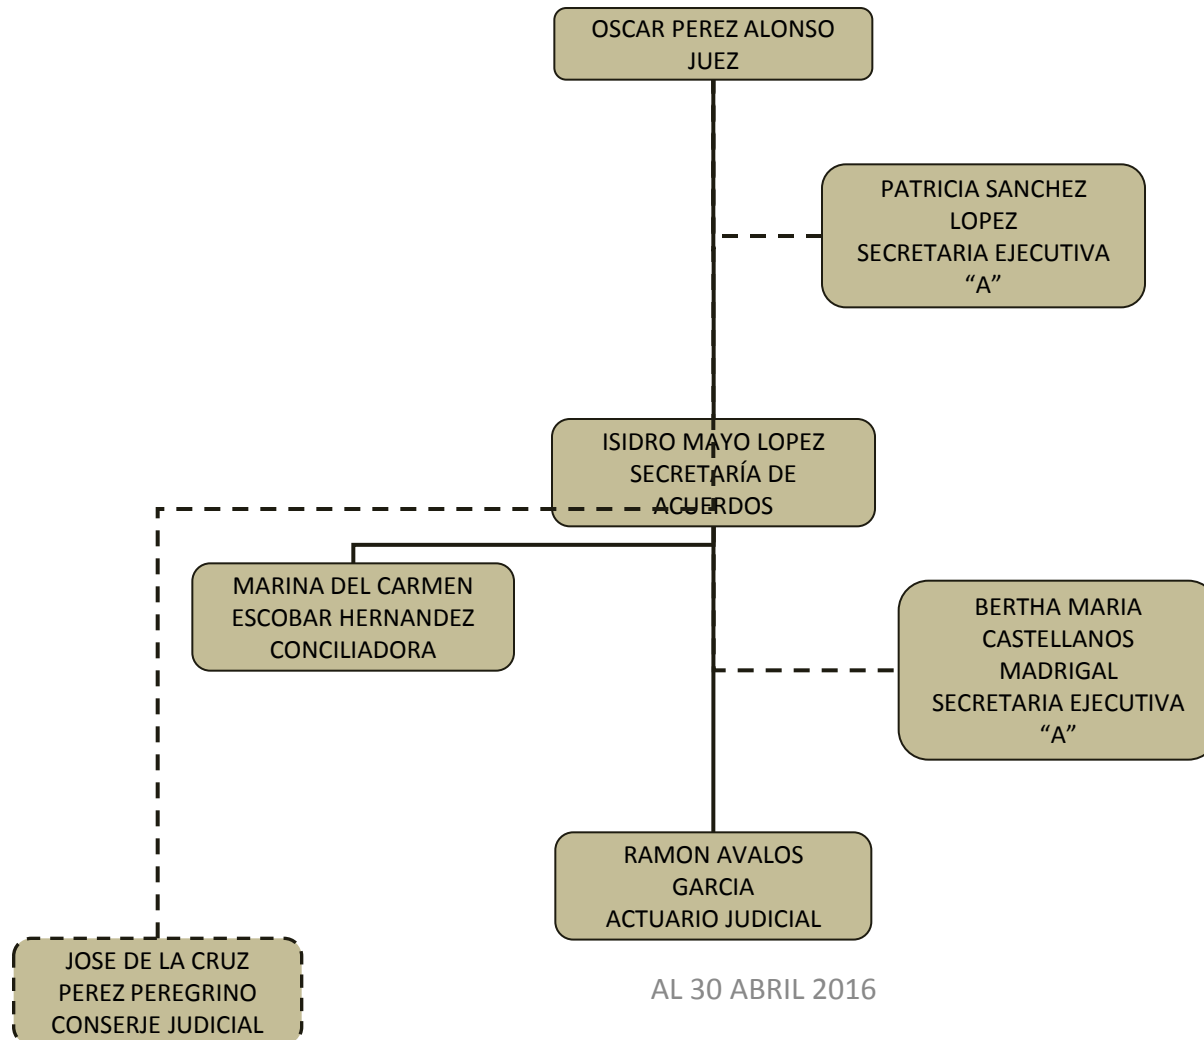 OSCAR PEREZ ALONSO
JUEZ
PATRICIA SANCHEZ
LOPEZ
SECRETARIA EJECUTIVA
“A”
ISIDRO MAYO LOPEZ
SECRETARÍA DE
ACUERDOS
MARINA DEL CARMEN
ESCOBAR HERNANDEZ
CONCILIADORA
BERTHA MARIA
CASTELLANOS
MADRIGAL
SECRETARIA EJECUTIVA
“A”
RAMON AVALOS
GARCIA
ACTUARIO JUDICIAL
JOSE DE LA CRUZ
PEREZ PEREGRINO
CONSERJE JUDICIAL
AL 30 ABRIL 2016